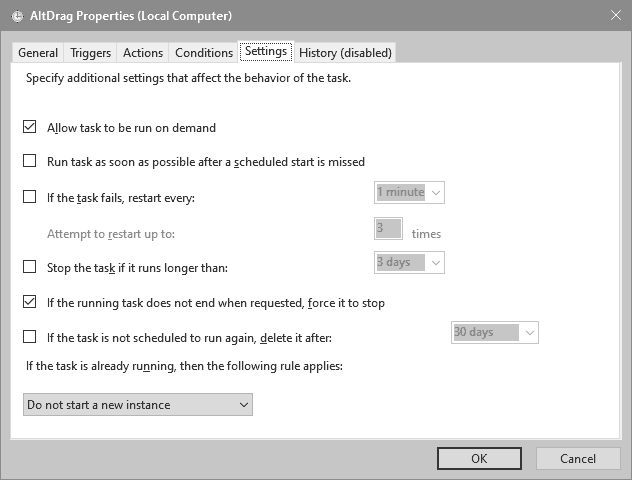 AltDrag Properties (Local Computer)
General Triggers Actions Conditions Settings History (disabled)
Specify additional settings that affect the behavior of the task.
Allow task to be run on demand
Run task as soon as possible after a scheduled start is missed
If the task fails, restart every: 1 minute
Attempt to restart up to: 3 times
Stop the task if it runs longer than: 3 days
If the running task does not end when requested, force it to stop
If the task is not scheduled to run again, delete it after: 30 days
If the task is already running, then the following rule applies:
Do not start a new instance
OK Cancel